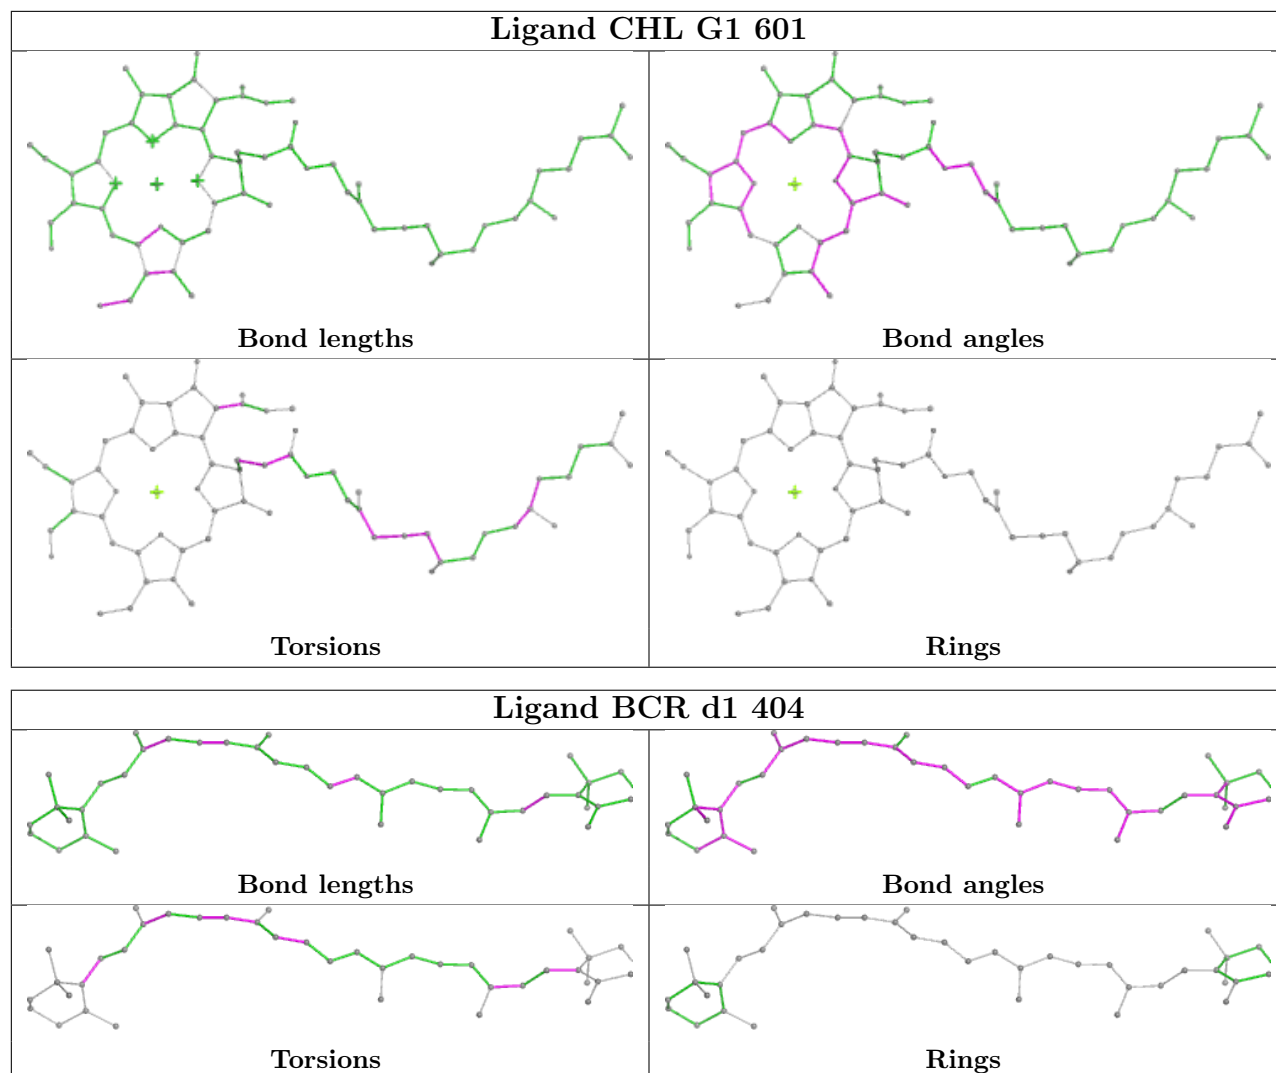 Ligand CHL G1 601
Bond lengths
Bond angles
Torsions
Rings
Ligand BCR d1 404
Bond lengths
Bond angles
Torsions
Rings